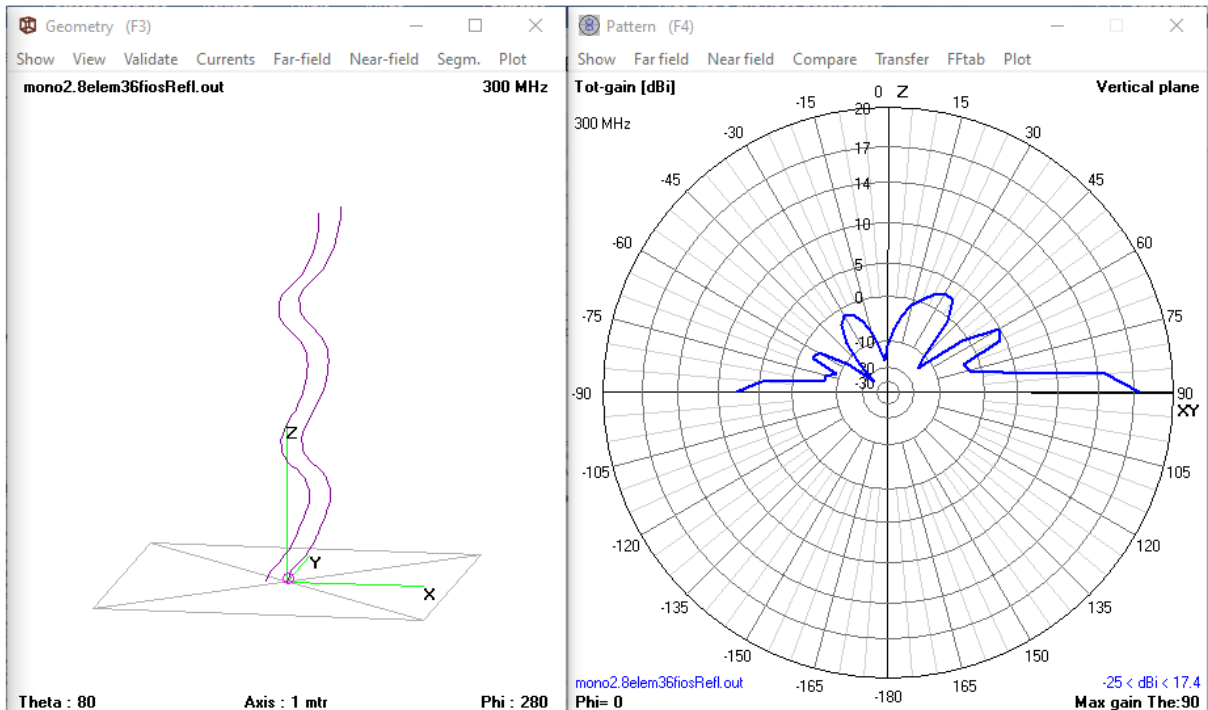 Geometry (F3)
Show View Validate Currents Far-field Near-field Segm. Plot
mono2.8elem36fiosRefl.out 300 MHz
Z
Y
X
Theta : 80 Axis : 1 mtr Phi : 280
Pattern (F4)
Show Far field Near field Compare Transfer FFtab Plot
Tot-gain [dBi] 0 Z Vertical plane
300 MHz
-15 20 15
-30 17 30
-45 14 45
-60 10 60
5
-75 0 75
-10
-20
-30
-90 90
XY
-105 105
-120 120
-135 135
-150 150
mono2.8elem36fiosRefl.out -165 -180 165 -25 < dBi < 17.4
Phi= 0 Max gain The:90